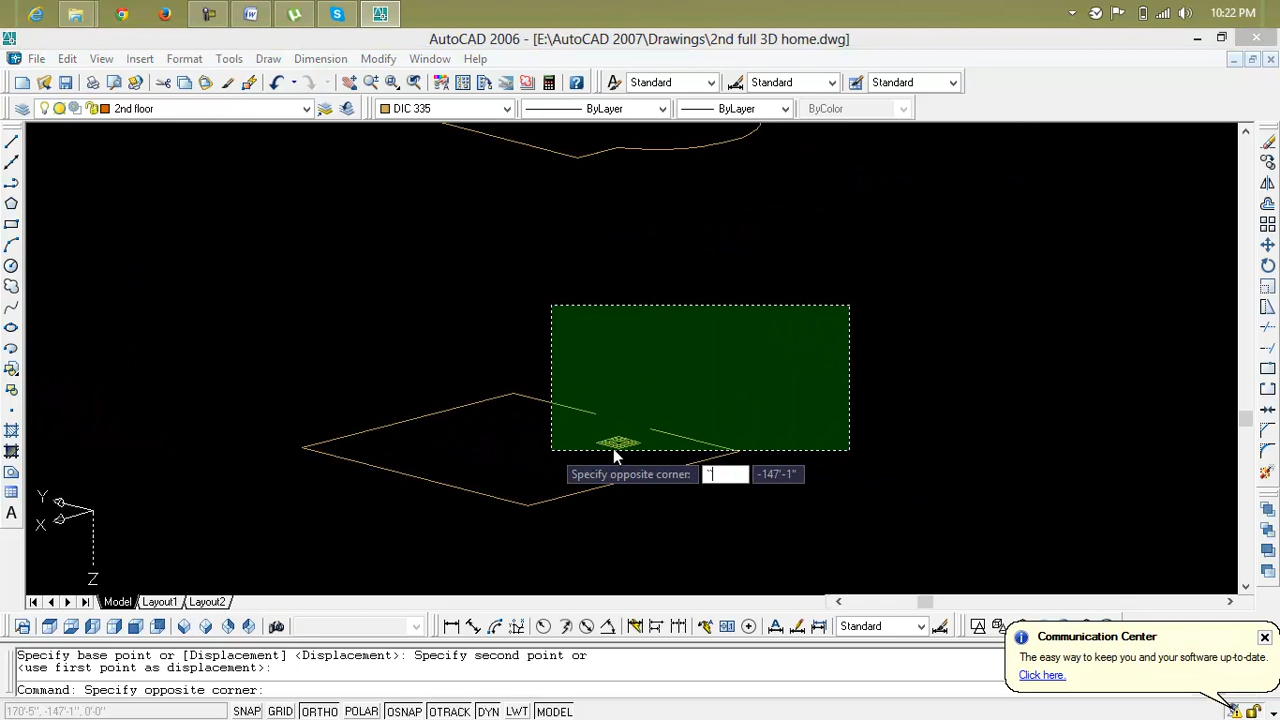 10:22 PM
AutoCAD 2006 - [E:\AutoCAD 2007\Drawings\2nd full 3D home.dwg]
File Edit View Insert Format Tools Draw Dimension Modify Window Help
Standard Standard Standard
2nd floor DIC 335 ByLayer ByLayer ByColor
Specify opposite corner: -147'-1"
Y
X
Z
A
Model Layout1 Layout2
Standard
Specify base point or [Displacement] <Displacement>: Specify second point or
<use first point as displacement>:
Command: Specify opposite corner:
170'-5", -147'-1", 0'-0" SNAP GRID ORTHO POLAR OSNAP OTRACK DYN LWT MODEL
Communication Center
The easy way to keep you and your software up-to-date.
Click here.